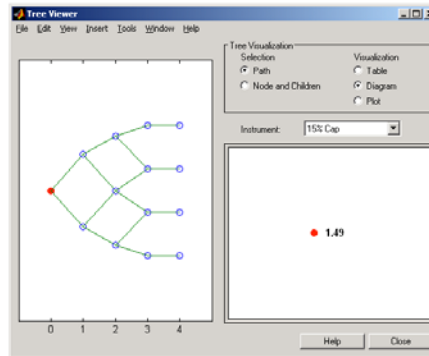 Tree Viewer
File Edit View Insert Tools Window Help
Tree Visualization
Selection
Visualization
Path
Table
Node and Children
Diagram
Plot
Instrument:
15% Cap
1.49
0 1 2 3 4
Help
Close